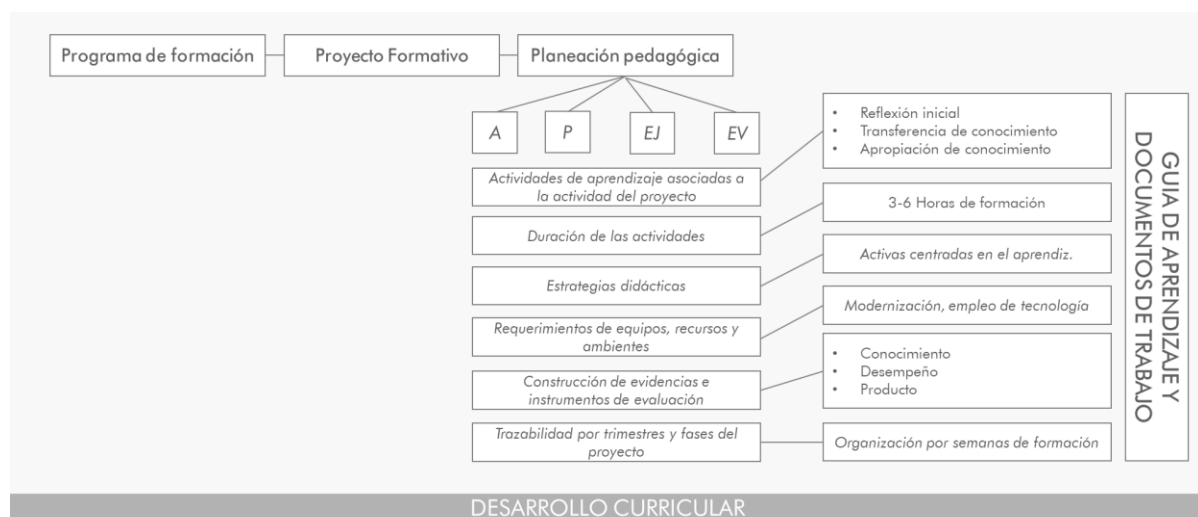 Programa de formación
Proyecto Formativo
Planeación pedagógica
A
P
EJ
EV
Actividades de aprendizaje asociadas a
la actividad del proyecto
Duración de las actividades
Estrategias didácticas
Requerimientos de equipos, recursos y
ambientes
Construcción de evidencias e
instrumentos de evaluación
Trazabilidad por trimestres y fases del
proyecto
• Reflexión inicial
• Transferencia de conocimiento
• Apropiación de conocimiento
3-6 Horas de formación
Activas centradas en el aprendiz.
Modernización, empleo de tecnología
• Conocimiento
• Desempeño
• Producto
Organización por semanas de formación
GUIA DE APRENDIZAJE Y
DOCUMENTOS DE TRABAJO
DESARROLLO CURRICULAR